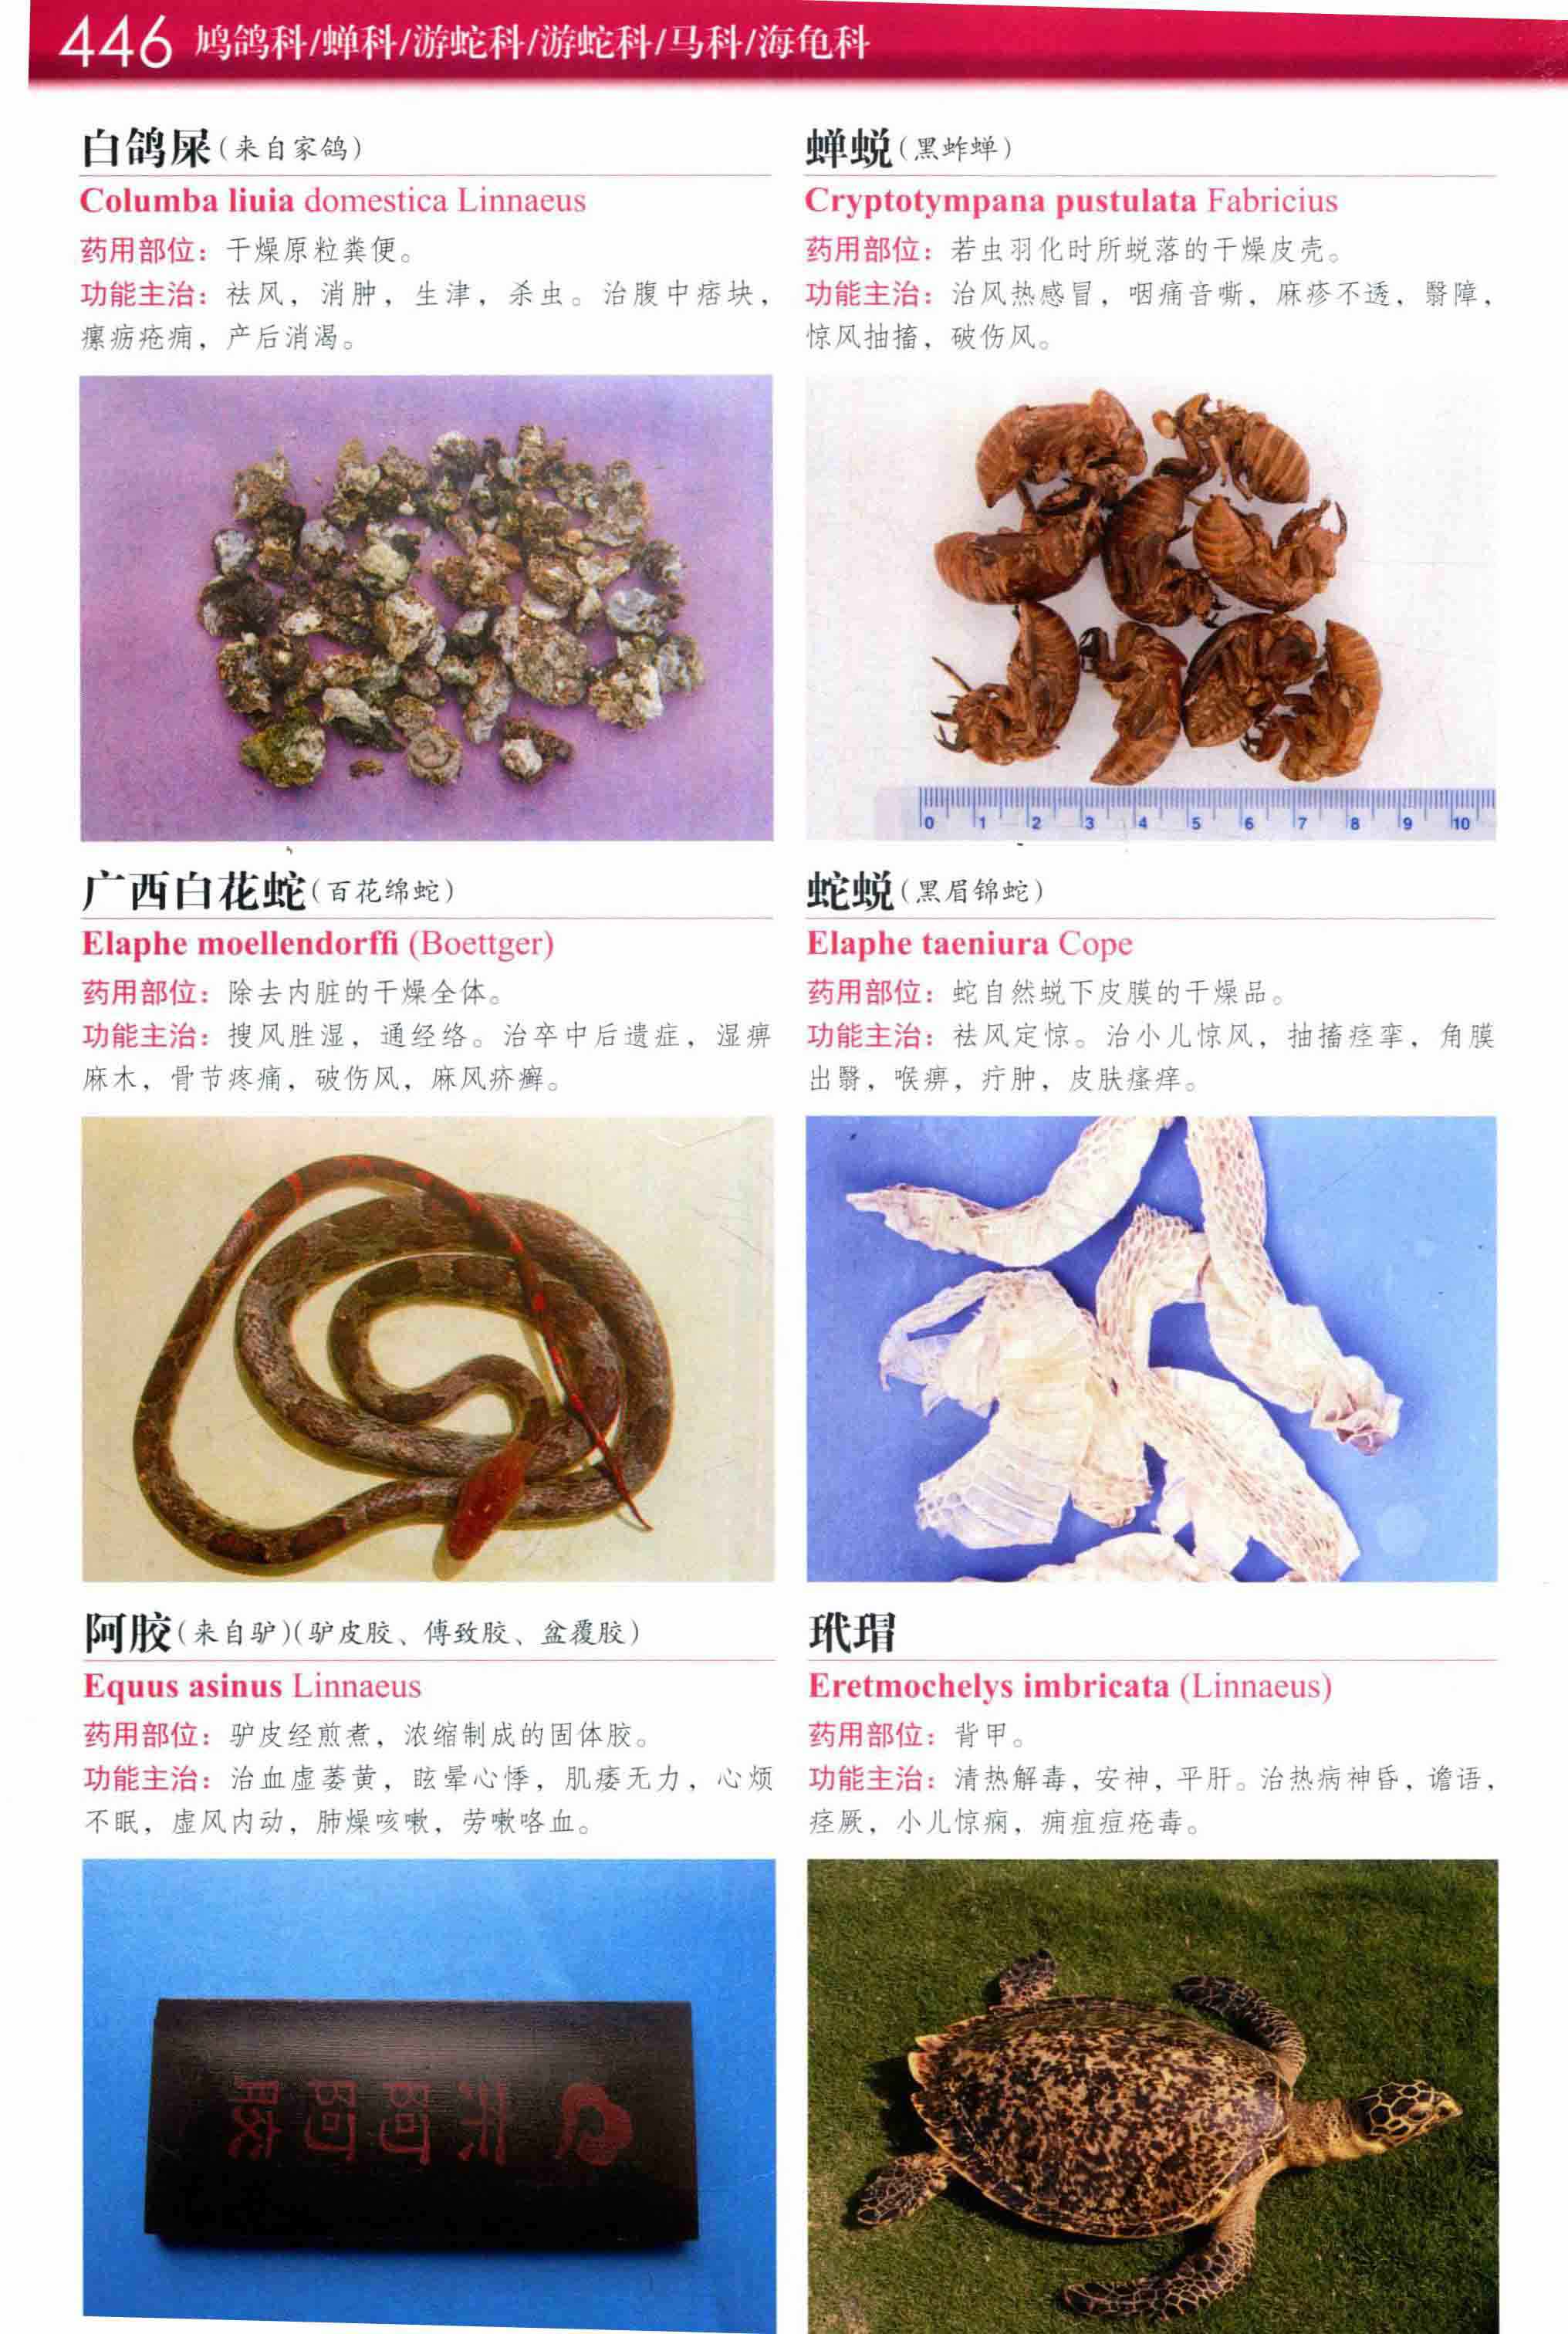 446 鸠鸽科/蝉科/游蛇科/游蛇科/马科/海龟科
白鸽屎(来自家鸽)
Columba liuia domestica Linnaeus
药用部位：干燥原粒粪便。
功能主治：祛风，消肿，生津，杀虫。治腹中痞块，
瘰疬疮痈，产后消渴。
蝉蜕(黑蚱蝉)
Cryptotympana pustulata Fabricius
药用部位：若虫羽化时所蜕落的干燥皮壳。
功能主治：治风热感冒，咽痛音嘶，麻疹不透，翳障，
惊风抽搐，破伤风。
0 1 2 3 4 5 6 7 8 9 10
广西白花蛇(百花绵蛇)
Elaphe moellendorffi (Boettger)
药用部位：除去内脏的干燥全体。
功能主治：搜风胜湿，通经络。治卒中后遗症，湿痹
麻木，骨节疼痛，破伤风，麻风疥癣。
蛇蜕(黑眉锦蛇)
Elaphe taeniura Cope
药用部位：蛇自然蜕下皮膜的干燥品。
功能主治：祛风定惊。治小儿惊风，抽搐痉挛，角膜
出翳，喉痹，疔肿，皮肤瘙痒。
阿胶(来自驴)(驴皮胶、傅致胶、盆覆胶)
Equus asinus Linnaeus
药用部位：驴皮经煎煮，浓缩制成的固体胶。
功能主治：治血虚萎黄，眩晕心悸，肌痿无力，心烦
不眠，虚风内动，肺燥咳嗽，劳嗽咯血。
玳瑁
Eretmochelys imbricata (Linnaeus)
药用部位：背甲。
功能主治：清热解毒，安神，平肝。治热病神昏，谵语，
痉厥，小儿惊痫，痈疽痘疮毒。